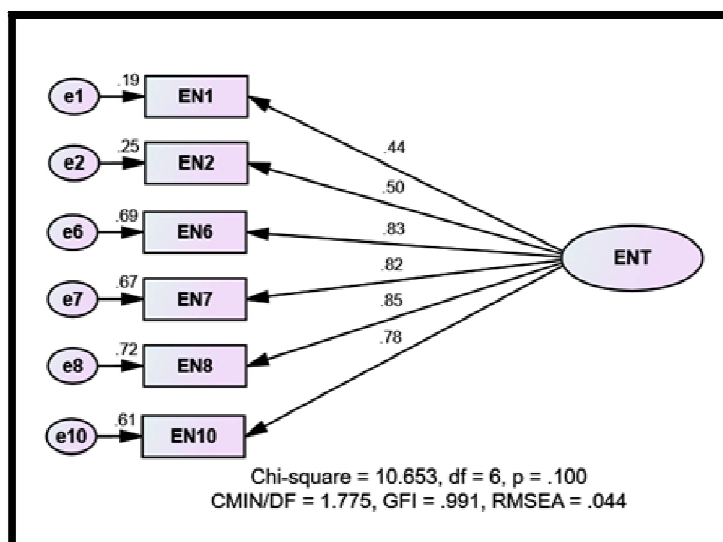 .19
e1
EN1
.44
.25
e2
EN2
.50
.69
e6
EN6
.83
ENT
.67
e7
EN7
.82
.72
e8
EN8
.85
.61
e10
EN10
.78
Chi-square = 10.653, df = 6, p = .100
CMIN/DF = 1.775, GFI = .991, RMSEA = .044